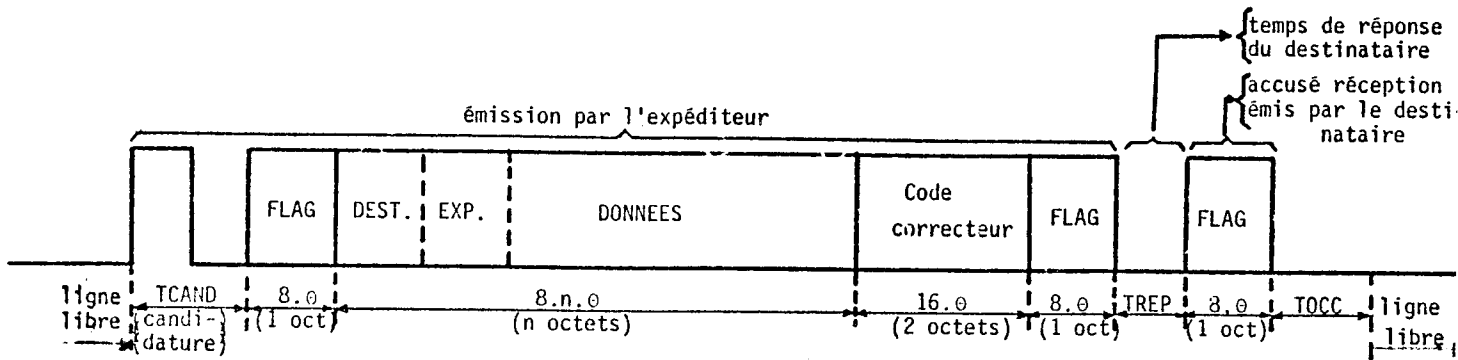 temps de réponse
du destinataire
accusé réception
émis par le desti-
nataire
émission par l'expéditeur
FLAG DEST. EXP. DONNEES Code correcteur FLAG FLAG
ligne libre
TCAND (candi-) (dature)
8.θ (1 oct)
8.n.θ (n octets)
16.θ (2 octets)
8.θ (1 oct)
TREP
8.θ (1 oct)
TOCC
ligne libre